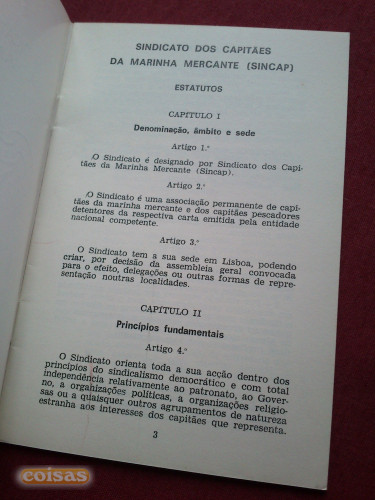 SINDICATO DOS CAPITÃES
DA MARINHA MERCANTE (SINCAP)
ESTATUTOS
CAPITULO I
Denominação, âmbito e sede
Artigo 1.º
O Sindicato é designado por Sindicato dos Capi-
tães da Marinha Mercante (Sincap).
Artigo 2.º
O Sindicato é uma associação permanente de capi-
tães da marinha mercante e dos capitães pescadores
detentores da respectiva carta emitida pela entidade
nacional competente.
Artigo 3.º
O Sindicato tem a sua sede em Lisboa, podendo
criar, por decisão da assembleia geral convocada
para o efeito, delegações ou outras formas de repre-
sentação noutras localidades.
CAPITULO II
Princípios fundamentais
Artigo 4.º
O Sindicato orienta toda a sua acção dentro dos
princípios do sindicalismo democrático e com total
independência relativamente ao patronato, ao Gover-
no, a organizações políticas, a organizações religio-
sas ou a quaisquer outros agrupamentos de natureza
estranha aos interesses dos capitães que representa.
3
coisas